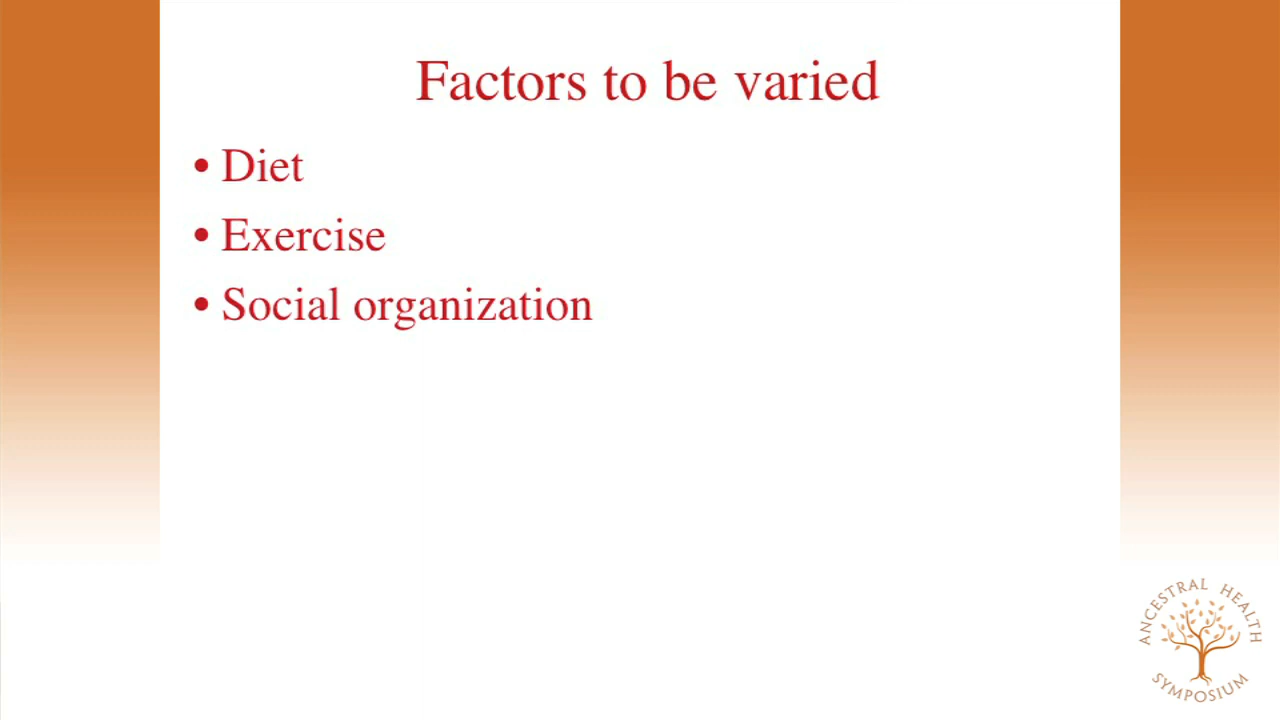 Factors to be varied
• Diet
• Exercise
• Social organization
ANCESTRAL HEALTH
SYMPOSIUM